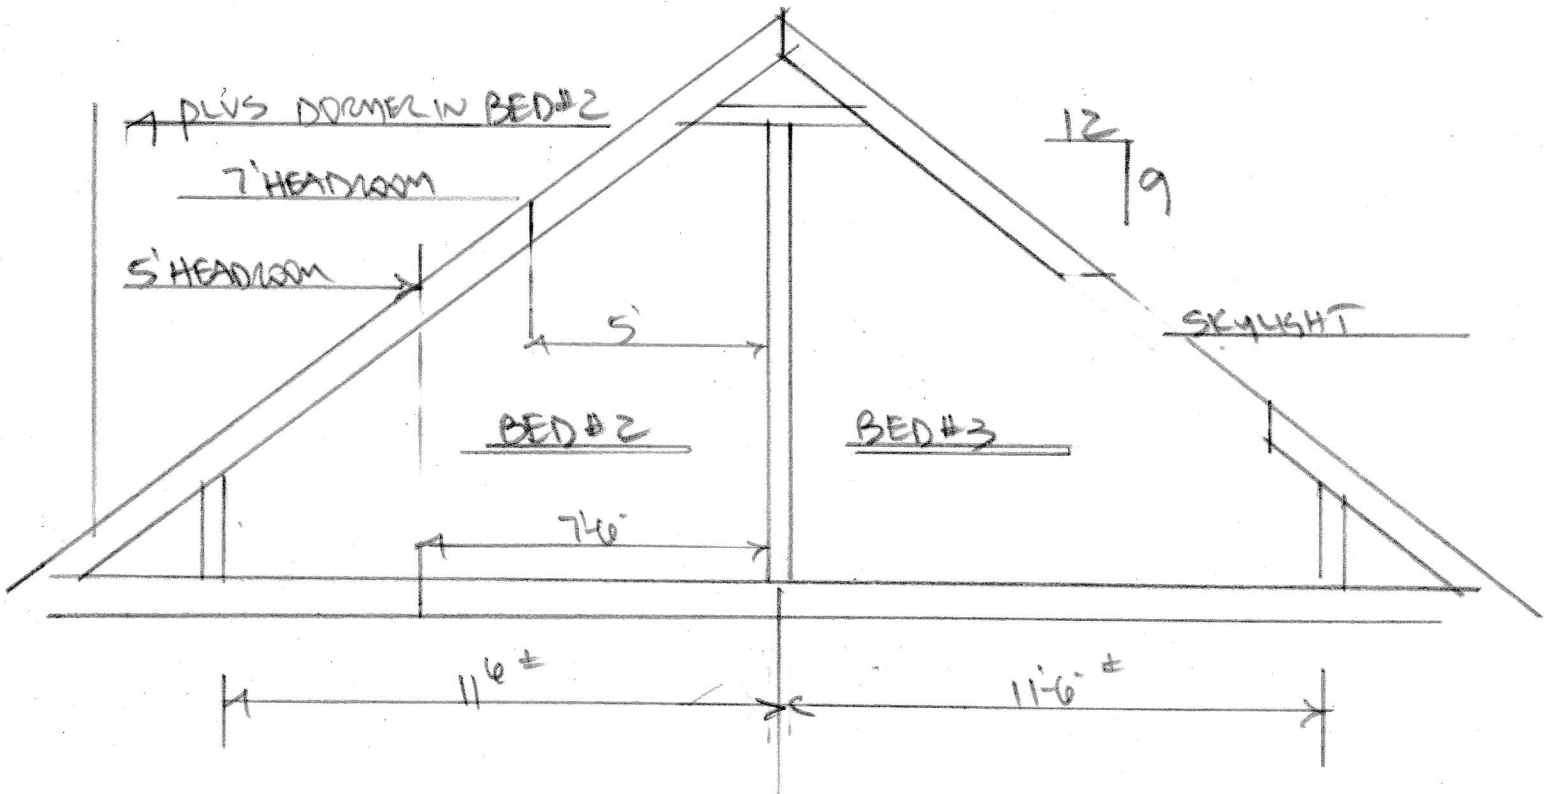 PLUS DORMER IN BED #2
7' HEADROOM
5' HEADROOM
12
9
5'
SKYLIGHT
BED #2
BED #3
7'-6"
11'6" ±
11'-6" ±